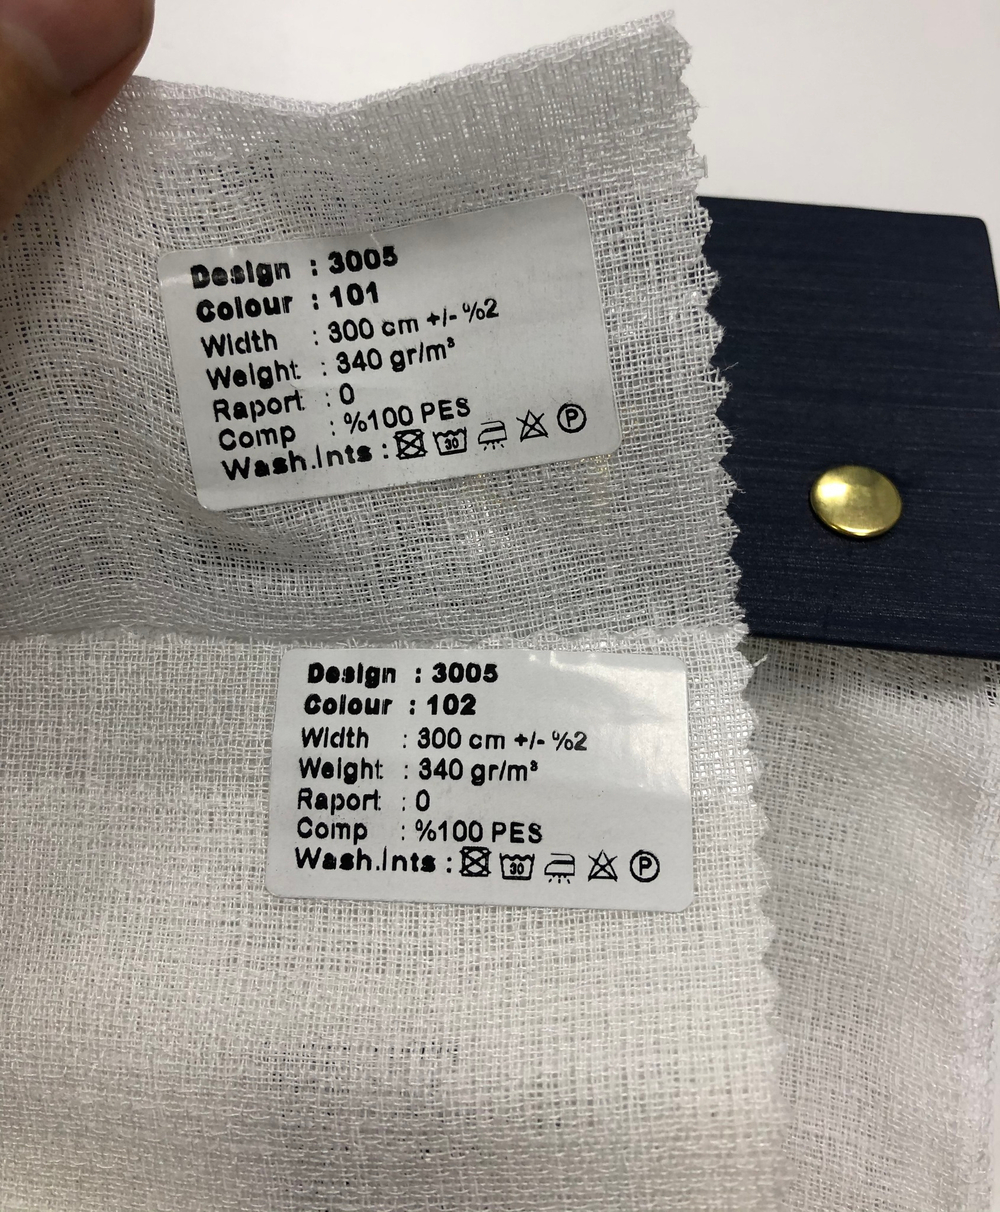 Design : 3005
Colour : 101
Width : 300 cm +/- %2
Weight : 340 gr/m³
Raport : 0
Comp : %100 PES
Wash.Ints : 30 P
Design : 3005
Colour : 102
Width : 300 cm +/- %2
Weight : 340 gr/m³
Raport : 0
Comp : %100 PES
Wash.Ints : 30 P